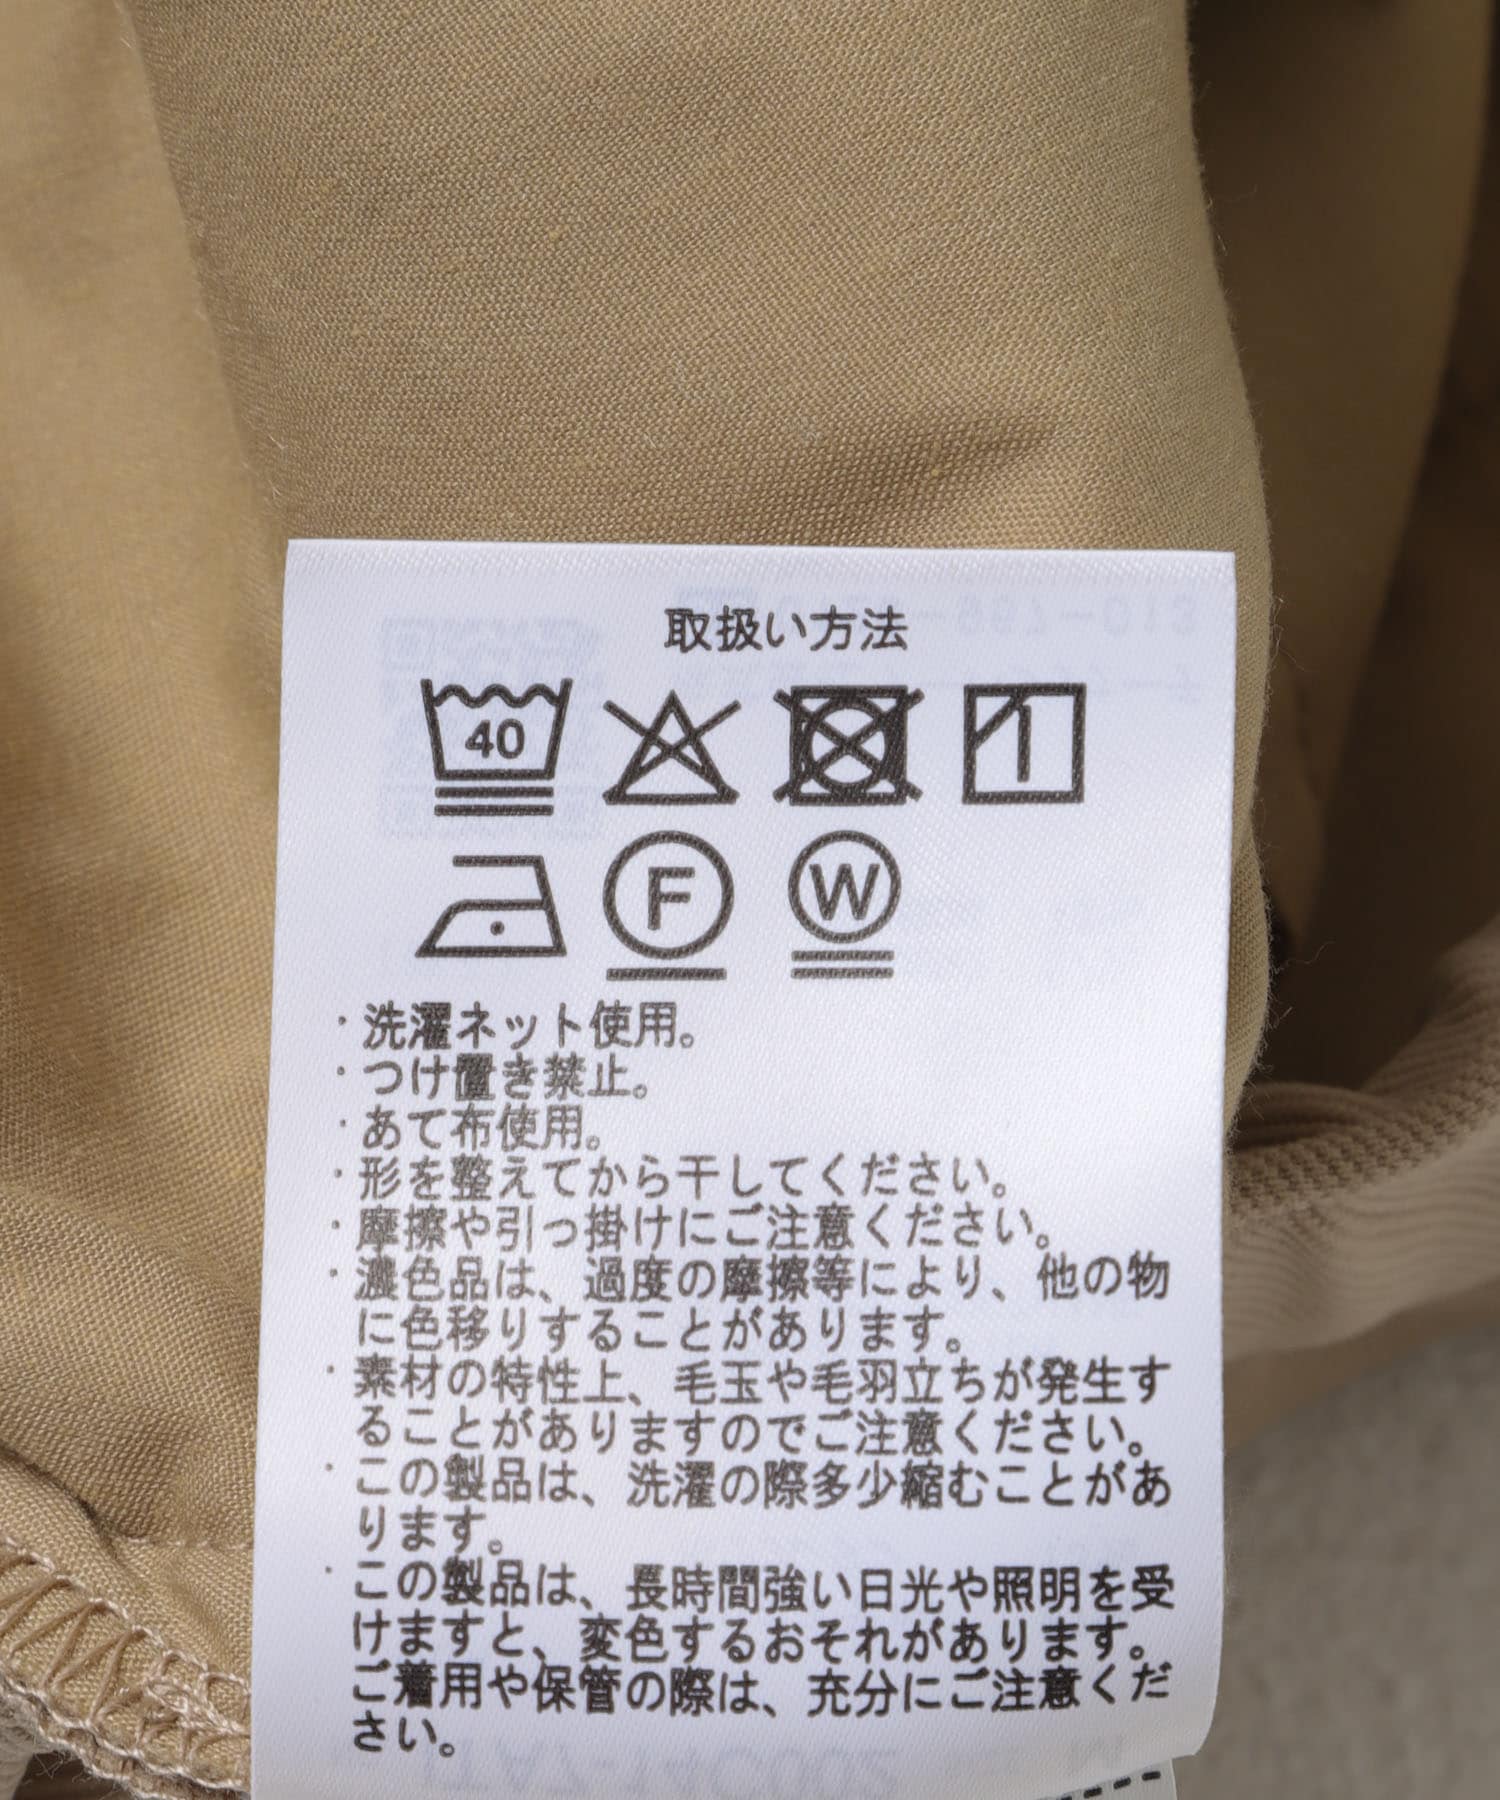 取扱い方法
40
F W
・洗濯ネット使用。
・つけ置き禁止。
・あて布使用。
・形を整えてから干してください。
・摩擦や引っ掛けにご注意ください。
・濃色品は、過度の摩擦等により、他の物
に色移りすることがあります。
・素材の特性上、毛玉や毛羽立ちが発生す
ることがありますのでご注意ください。
・この製品は、洗濯の際多少縮むことがあ
ります。
・この製品は、長時間強い日光や照明を受
けますと、変色するおそれがあります。
ご着用や保管の際は、充分にご注意くだ
さい。